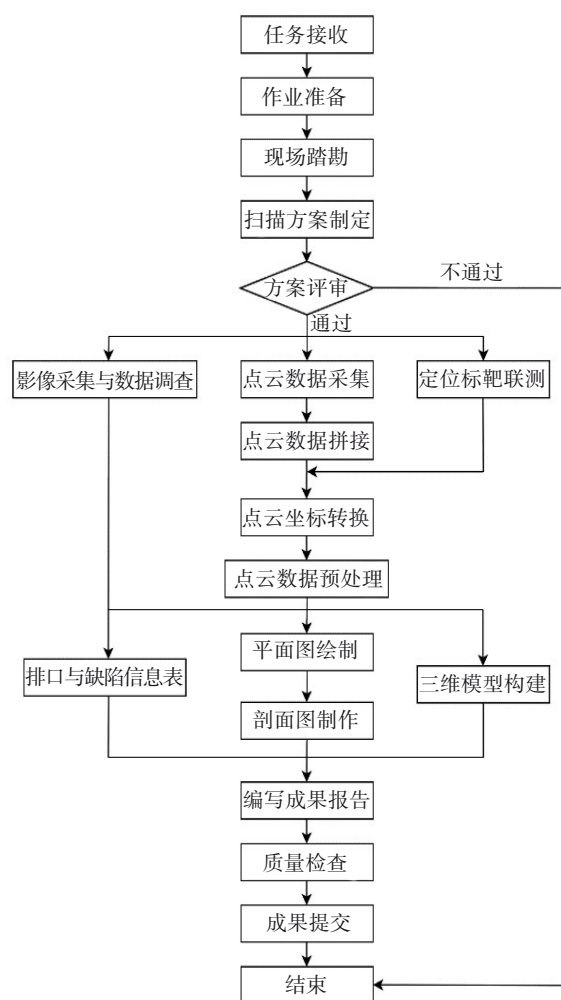 任务接收
作业准备
现场踏勘
扫描方案制定
方案评审
不通过
通过
影像采集与数据调查
点云数据采集
定位标靶联测
点云数据拼接
点云坐标转换
点云数据预处理
平面图绘制
排口与缺陷信息表
三维模型构建
剖面图制作
编写成果报告
质量检查
成果提交
结束